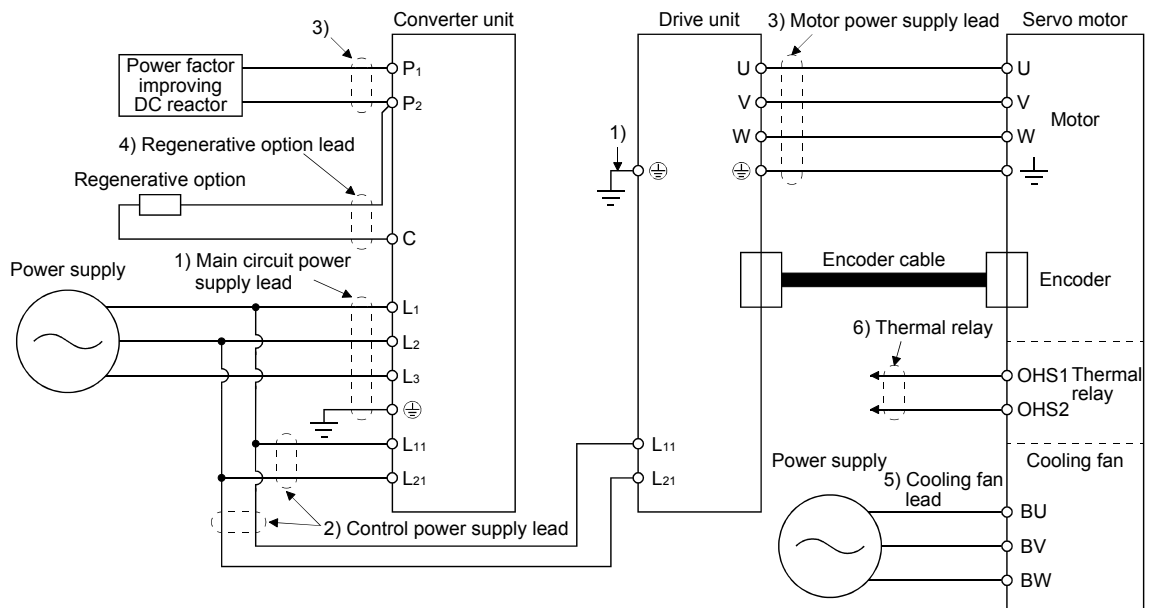 Converter unit
Drive unit
3) Motor power supply lead
Servo motor
3)
Power factor
improving
DC reactor
P1
P2
U
V
W
U
V
W
Motor
1)
4) Regenerative option lead
Regenerative option
C
Power supply
1) Main circuit power
supply lead
Encoder cable
Encoder
L1
L2
L3
6) Thermal relay
OHS1 Thermal
relay
OHS2
L11
L21
L11
L21
2) Control power supply lead
Power supply
5) Cooling fan
lead
Cooling fan
BU
BV
BW